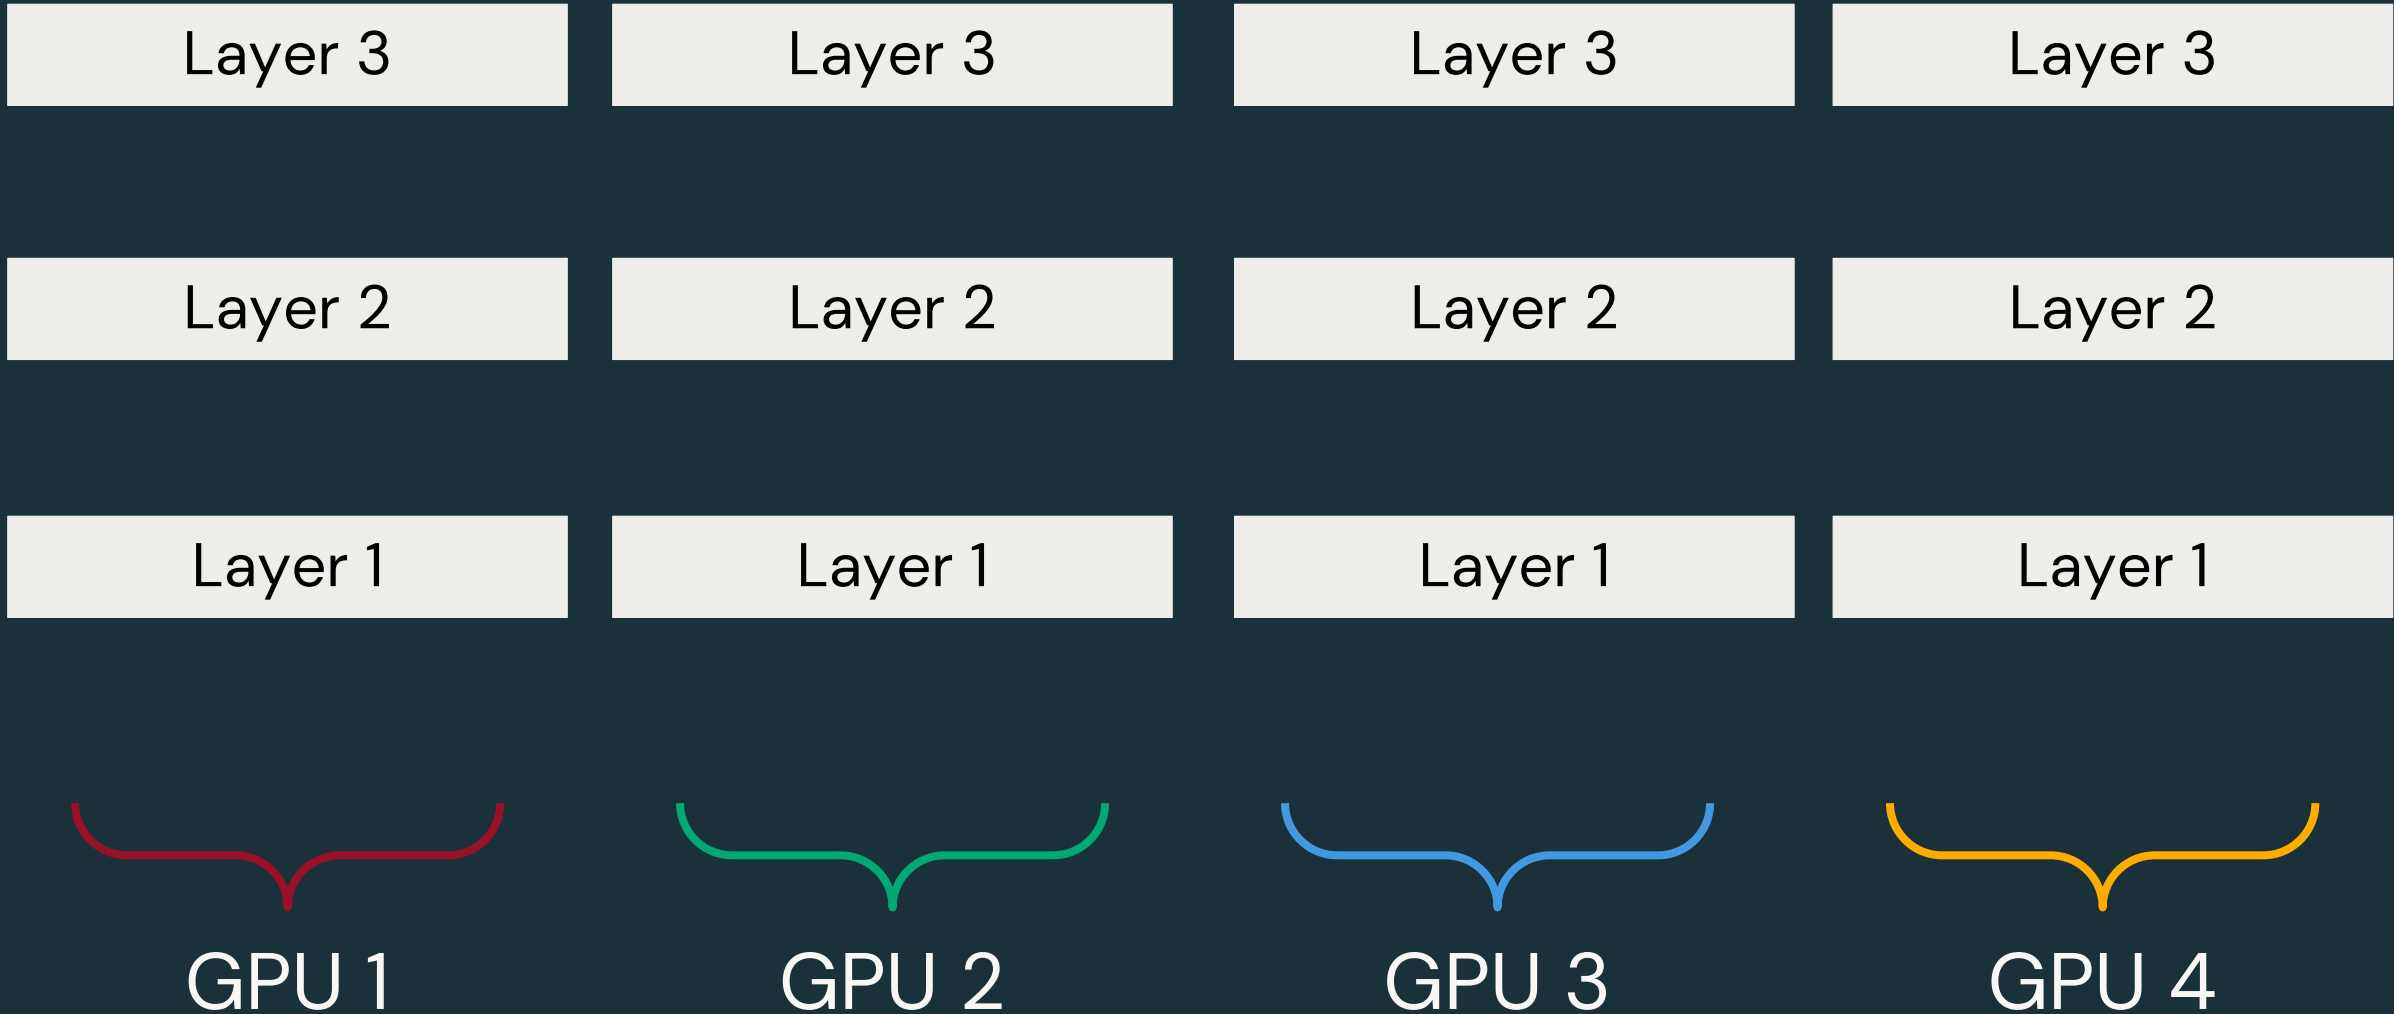 Layer 3 Layer 3 Layer 3 Layer 3
Layer 2 Layer 2 Layer 2 Layer 2
Layer 1 Layer 1 Layer 1 Layer 1
GPU 1 GPU 2 GPU 3 GPU 4